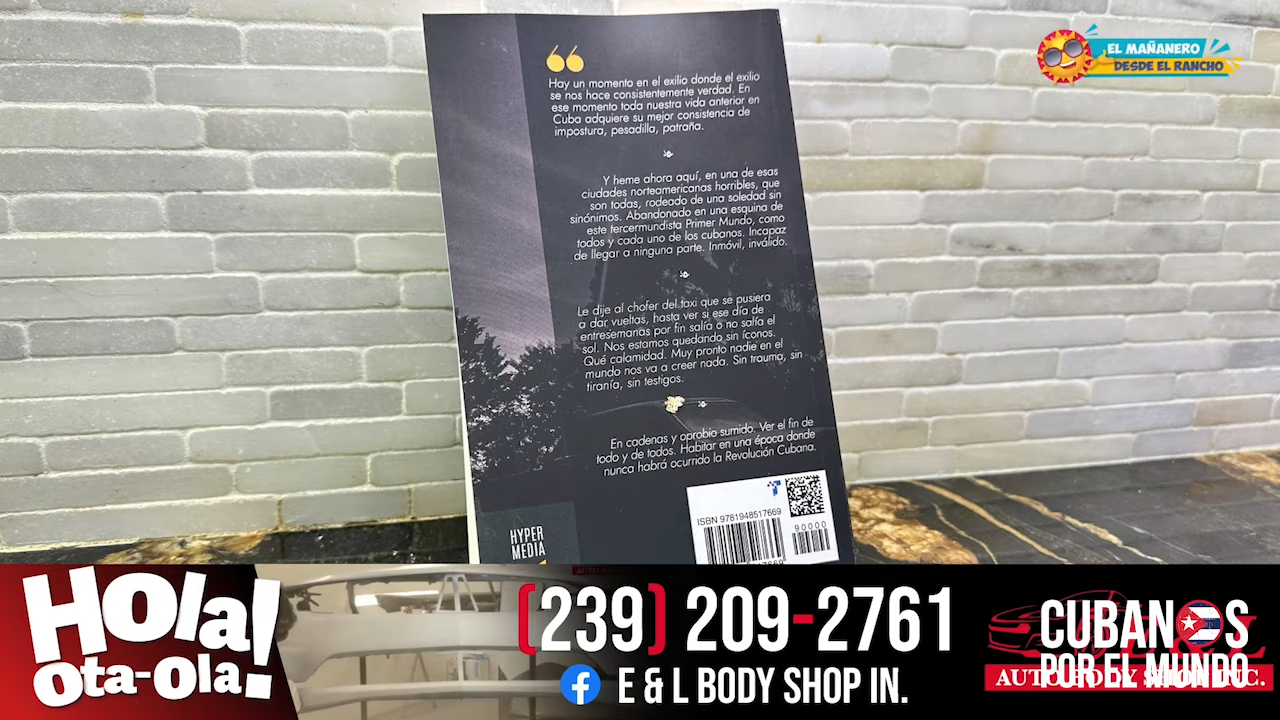 EL MAÑANERO
DESDE EL RANCHO
Hay un momento en el exilio donde el exilio
se nos hace consistentemente verdad. En
ese momento toda nuestra vida anterior en
Cuba adquiere su mejor consistencia de
impostura, pesadilla, patraña.
Y heme ahora aquí, en una de esas
ciudades norteamericanas horribles, que
son todas, rodeado de una soledad sin
sinónimos. Abandonado en una esquina de
este tercermundista Primer Mundo, como
todos y cada uno de los cubanos. Incapaz
de llegar a ninguna parte. Inmóvil, inválido.
Le dije al chofer del taxi que se pusiera
a dar vueltas, hasta ver si ese día de
entresemanas por fin salía o no salía el
sol. Nos estamos quedando sin íconos.
Qué calamidad. Muy pronto nadie en el
mundo nos va a creer nada. Sin trauma, sin
tiranía, sin testigos.
En cadenas y oprobio sumido. Ver el fin de
todo y de todos. Habitar en una época donde
nunca habrá ocurrido la Revolución Cubana.
ISBN 9781948517669
90000
HYPER
MEDIA
Hola!
Ota-Ola
(239) 209-2761
E & L BODY SHOP IN.
CUBANOS
POR EL MUNDO